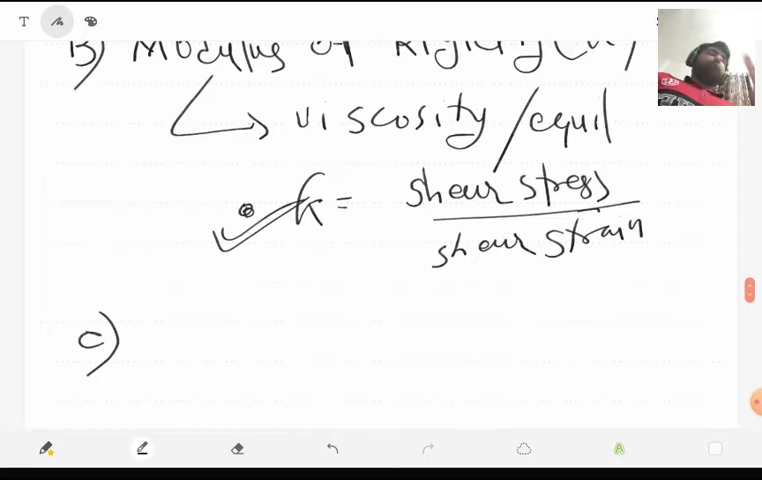 B) Modulus of Rigidity (
viscosity / equil
K = shear stress
shear strain
C)
T
A